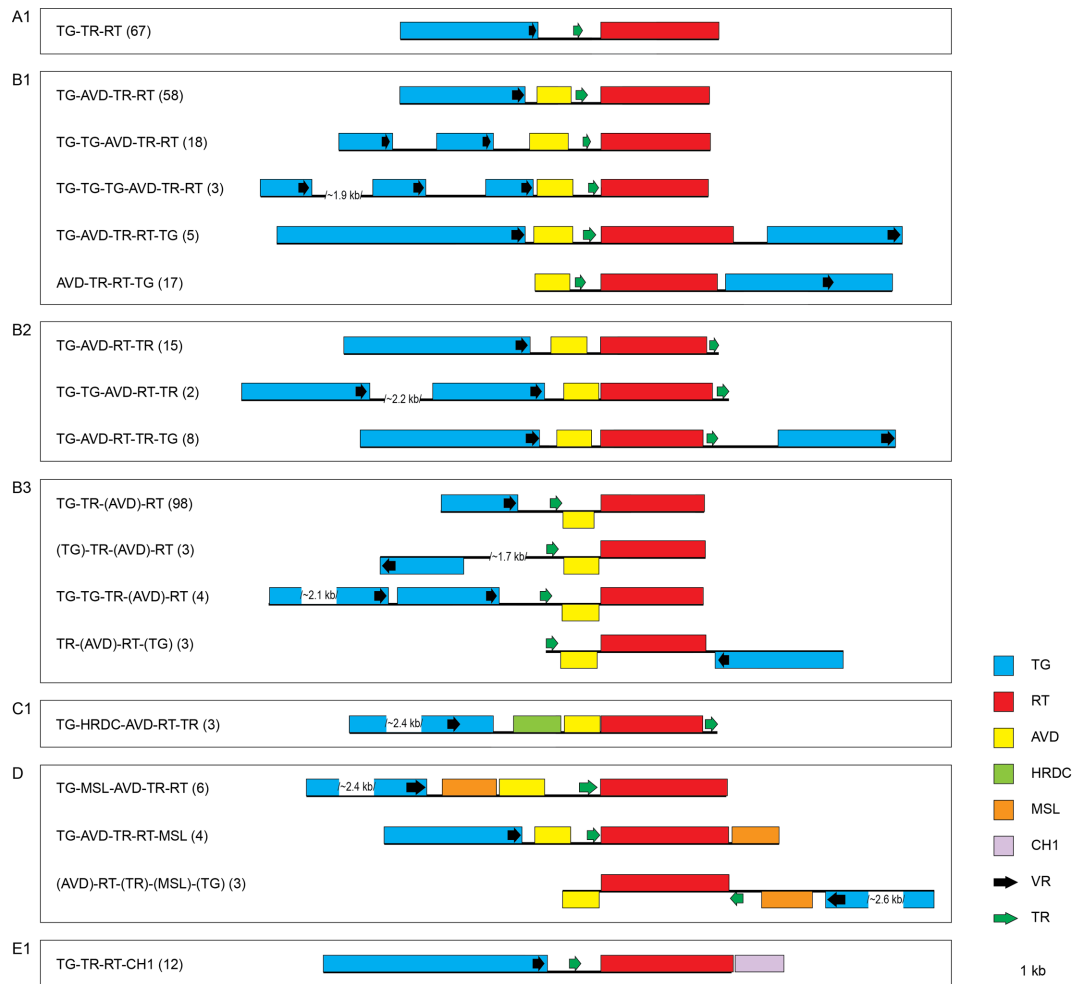 A1
TG-TR-RT (67)
B1
TG-AVD-TR-RT (58)
TG-TG-AVD-TR-RT (18)
TG-TG-TG-AVD-TR-RT (3)
/~1.9 kb/
TG-AVD-TR-RT-TG (5)
AVD-TR-RT-TG (17)
B2
TG-AVD-RT-TR (15)
TG-TG-AVD-RT-TR (2)
/~2.2 kb/
TG-AVD-RT-TR-TG (8)
B3
TG-TR-(AVD)-RT (98)
(TG)-TR-(AVD)-RT (3)
/~1.7 kb/
TG-TG-TR-(AVD)-RT (4)
/~2.1 kb/
TR-(AVD)-RT-(TG) (3)
C1
TG-HRDC-AVD-RT-TR (3)
/~2.4 kb/
D
TG-MSL-AVD-TR-RT (6)
/~2.4 kb/
TG-AVD-TR-RT-MSL (4)
(AVD)-RT-(TR)-(MSL)-(TG) (3)
/~2.6 kb/
E1
TG-TR-RT-CH1 (12)
TG
RT
AVD
HRDC
MSL
CH1
VR
TR
1 kb